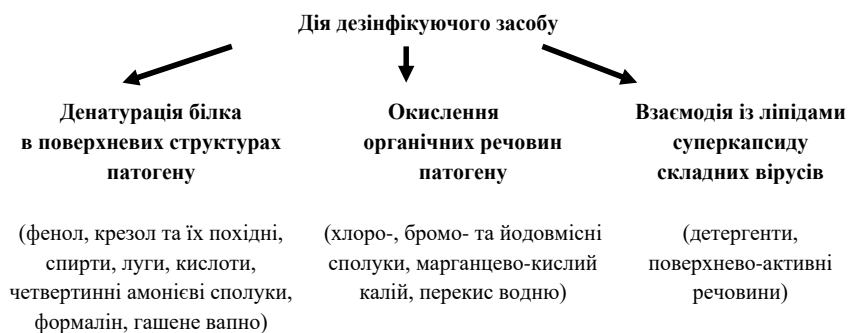 Дія дезінфікуючого засобу
Денатурація білка
в поверхневих структурах
патогену
(фенол, крезол та їх похідні,
спирти, луги, кислоти,
четвертинні амонієві сполуки,
формалін, гашене вапно)
Окислення
органічних речовин
патогену
(хлоро-, бромо- та йодовмісні
сполуки, марганцево-кислий
калій, перекис водню)
Взаємодія із ліпідами
суперкапсиду
складних вірусів
(детергенти,
поверхнево-активні
речовини)